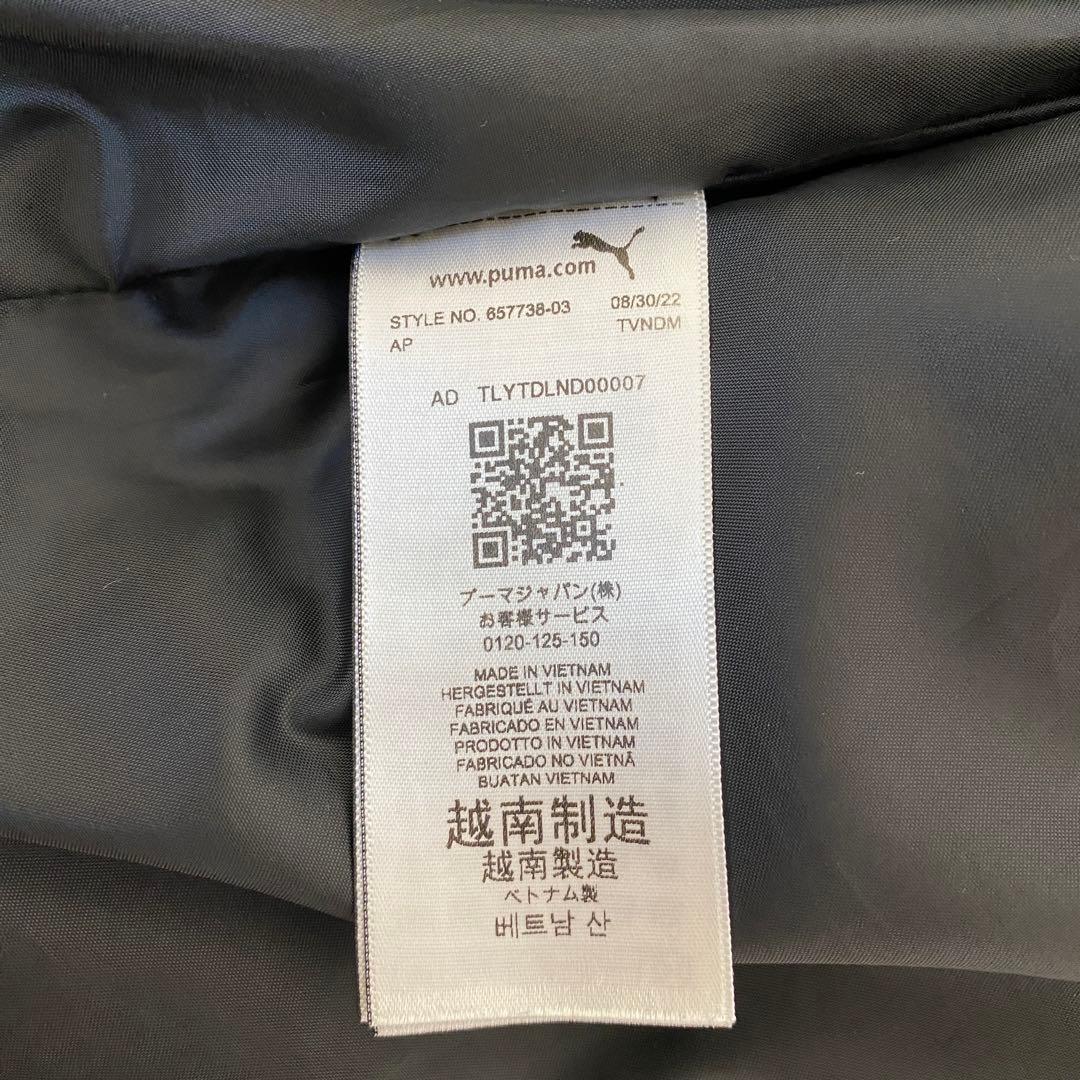 www.puma.com
STYLE NO. 657738-03 08/30/22
AP TVNDM
AD TLYTDLND00007
プーマジャパン(株)
お客様サービス
0120-125-150
MADE IN VIETNAM
HERGESTELLT IN VIETNAM
FABRIQUÉ AU VIETNAM
FABRICADO EN VIETNAM
PRODOTTO IN VIETNAM
FABRICADO NO VIETNÃ
BUATAN VIETNAM
越南制造
越南製造
ベトナム製
베트남 산